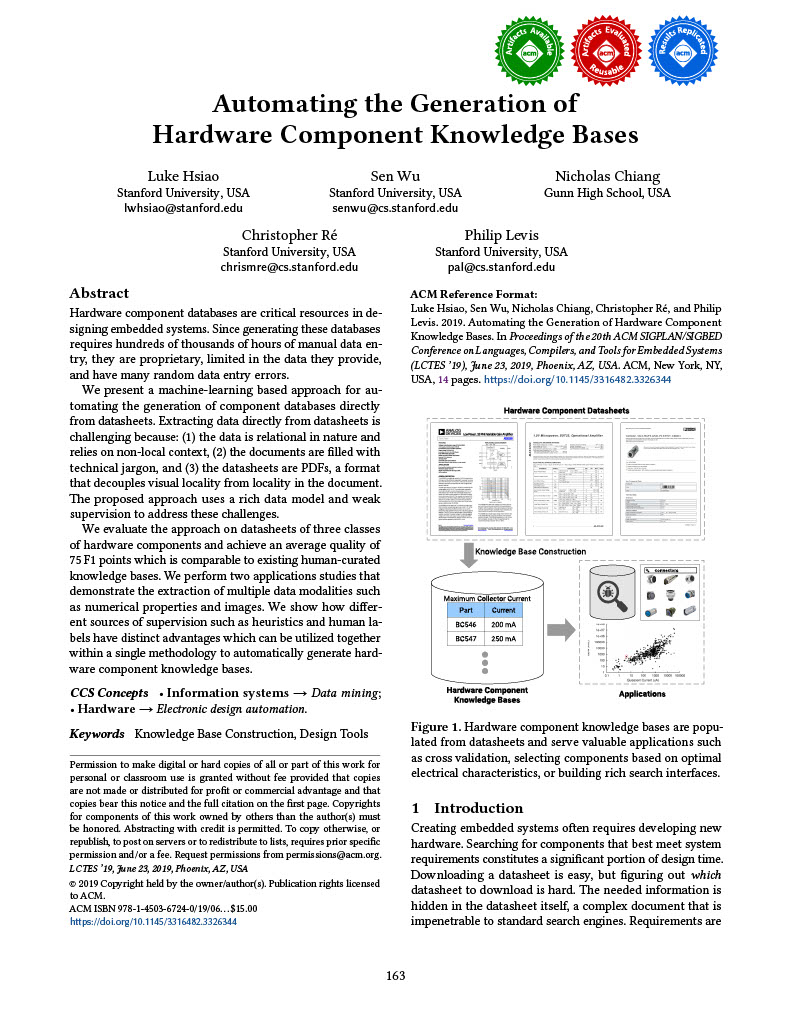 Artifacts Available
acm
Artifacts Evaluated
Reusable
acm
Results Replicated
acm
Automating the Generation of
Hardware Component Knowledge Bases
Luke Hsiao
Stanford University, USA
lwhsiao@stanford.edu
Sen Wu
Stanford University, USA
senwu@cs.stanford.edu
Nicholas Chiang
Gunn High School, USA
Christopher Ré
Stanford University, USA
chrismre@cs.stanford.edu
Philip Levis
Stanford University, USA
pal@cs.stanford.edu
Abstract
Hardware component databases are critical resources in de-
signing embedded systems. Since generating these databases
requires hundreds of thousands of hours of manual data en-
try, they are proprietary, limited in the data they provide,
and have many random data entry errors.
We present a machine-learning based approach for au-
tomating the generation of component databases directly
from datasheets. Extracting data directly from datasheets is
challenging because: (1) the data is relational in nature and
relies on non-local context, (2) the documents are filled with
technical jargon, and (3) the datasheets are PDFs, a format
that decouples visual locality from locality in the document.
The proposed approach uses a rich data model and weak
supervision to address these challenges.
We evaluate the approach on datasheets of three classes
of hardware components and achieve an average quality of
75 F1 points which is comparable to existing human-curated
knowledge bases. We perform two applications studies that
demonstrate the extraction of multiple data modalities such
as numerical properties and images. We show how differ-
ent sources of supervision such as heuristics and human la-
bels have distinct advantages which can be utilized together
within a single methodology to automatically generate hard-
ware component knowledge bases.
CCS Concepts • Information systems → Data mining;
• Hardware → Electronic design automation.
Keywords Knowledge Base Construction, Design Tools
Permission to make digital or hard copies of all or part of this work for
personal or classroom use is granted without fee provided that copies
are not made or distributed for profit or commercial advantage and that
copies bear this notice and the full citation on the first page. Copyrights
for components of this work owned by others than the author(s) must
be honored. Abstracting with credit is permitted. To copy otherwise, or
republish, to post on servers or to redistribute to lists, requires prior specific
permission and/or a fee. Request permissions from permissions@acm.org.
LCTES '19, June 23, 2019, Phoenix, AZ, USA
© 2019 Copyright held by the owner/author(s). Publication rights licensed
to ACM.
ACM ISBN 978-1-4503-6724-0/19/06…$15.00
https://doi.org/10.1145/3316482.3326344
ACM Reference Format:
Luke Hsiao, Sen Wu, Nicholas Chiang, Christopher Ré, and Philip
Levis. 2019. Automating the Generation of Hardware Component
Knowledge Bases. In Proceedings of the 20th ACM SIGPLAN/SIGBED
Conference on Languages, Compilers, and Tools for Embedded Systems
(LCTES '19), June 23, 2019, Phoenix, AZ, USA. ACM, New York, NY,
USA, 14 pages. https://doi.org/10.1145/3316482.3326344
Hardware Component Datasheets
Knowledge Base Construction
Maximum Collector Current
Part Current
BC546 200 mA
BC547 250 mA
Hardware Component
Knowledge Bases
connectors
Quiescent Current (uA)
Applications
Figure 1. Hardware component knowledge bases are popu-
lated from datasheets and serve valuable applications such
as cross validation, selecting components based on optimal
electrical characteristics, or building rich search interfaces.
1 Introduction
Creating embedded systems often requires developing new
hardware. Searching for components that best meet system
requirements constitutes a significant portion of design time.
Downloading a datasheet is easy, but figuring out which
datasheet to download is hard. The needed information is
hidden in the datasheet itself, a complex document that is
impenetrable to standard search engines. Requirements are
163